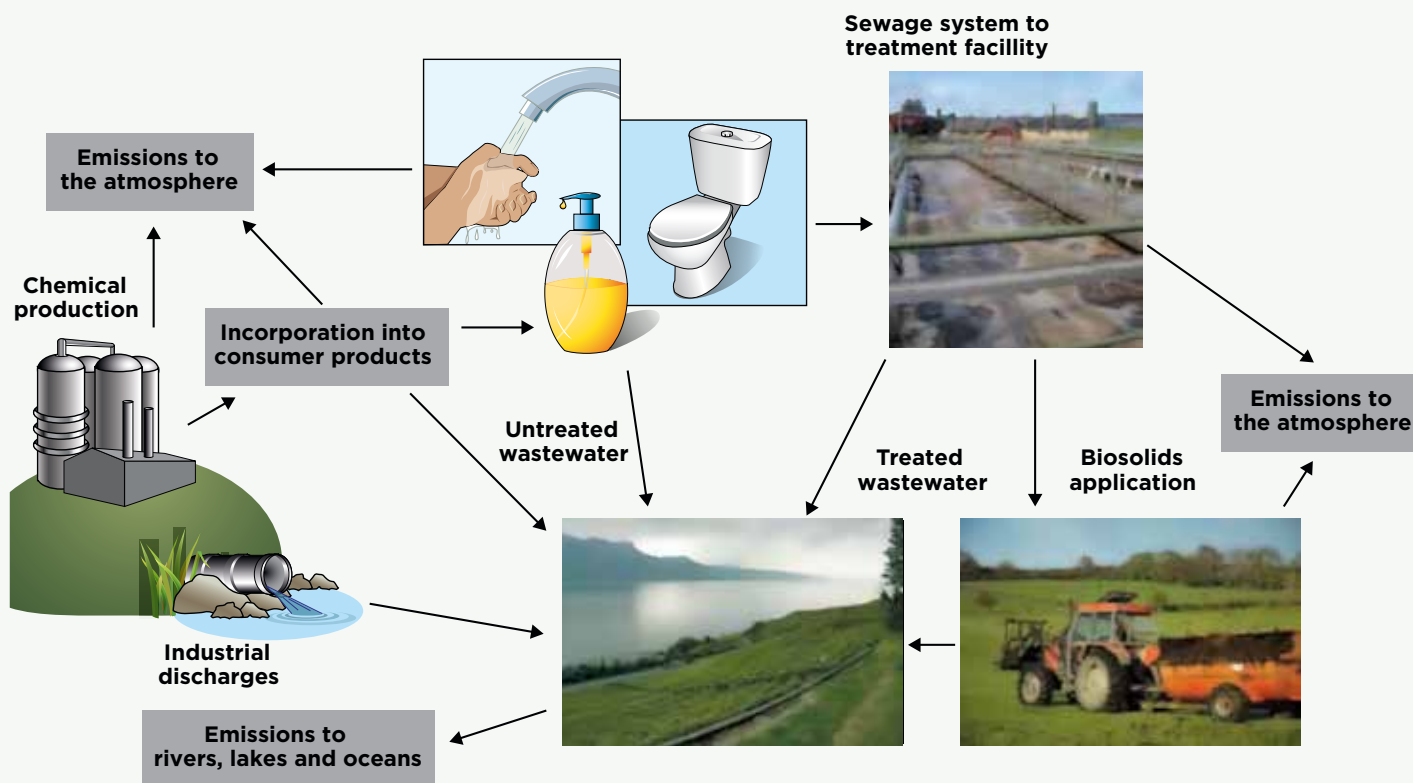 Sewage system to
treatment facillity
Emissions to
the atmosphere
Chemical
production
Incorporation into
consumer products
Untreated
wastewater
Treated
wastewater
Biosolids
application
Emissions to
the atmosphere
Industrial
discharges
Emissions to
rivers, lakes and oceans